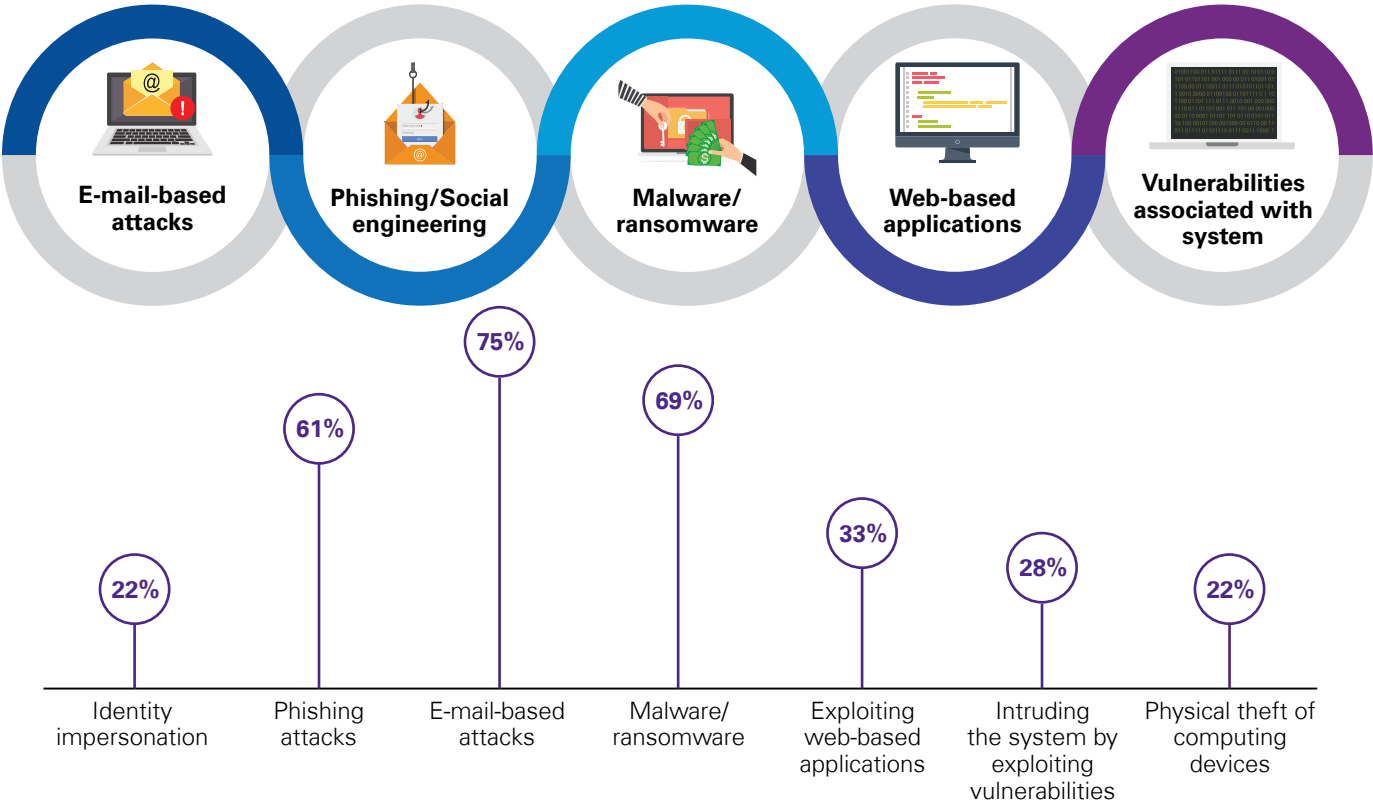 E-mail-based
attacks
Phishing/Social
engineering
Malware/
ransomware
Web-based
applications
Vulnerabilities
associated with
system
75%
69%
61%
33%
28%
22%
22%
Identity
impersonation
Phishing
attacks
E-mail-based
attacks
Malware/
ransomware
Exploiting
web-based
applications
Intruding
the system by
exploiting
vulnerabilities
Physical theft of
computing
devices